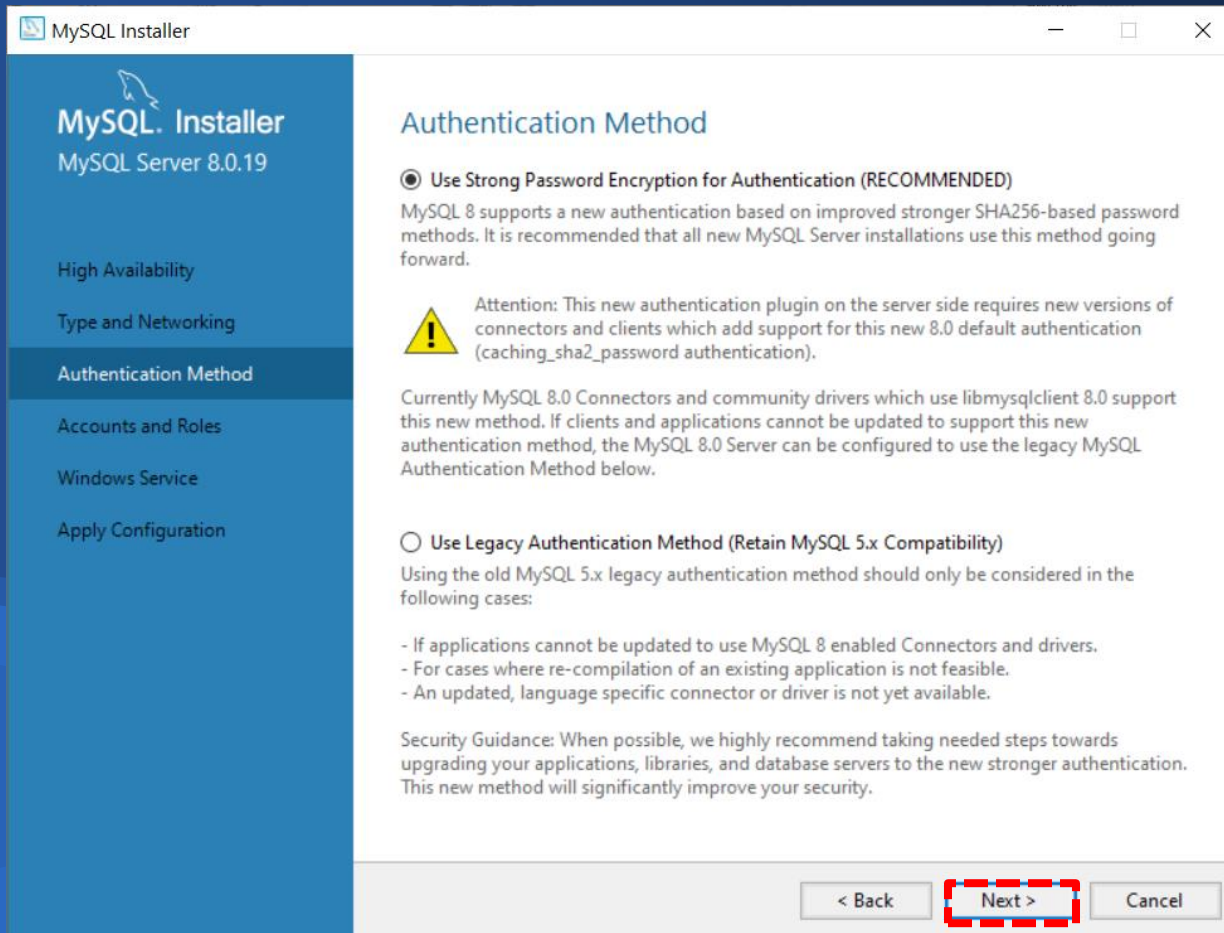 MySQL Installer
MySQL. Installer
MySQL Server 8.0.19
High Availability
Type and Networking
Authentication Method
Accounts and Roles
Windows Service
Apply Configuration
Authentication Method
Use Strong Password Encryption for Authentication (RECOMMENDED)
MySQL 8 supports a new authentication based on improved stronger SHA256-based password
methods. It is recommended that all new MySQL Server installations use this method going
forward.
Attention: This new authentication plugin on the server side requires new versions of
connectors and clients which add support for this new 8.0 default authentication
(caching_sha2_password authentication).
Currently MySQL 8.0 Connectors and community drivers which use libmysqlclient 8.0 support
this new method. If clients and applications cannot be updated to support this new
authentication method, the MySQL 8.0 Server can be configured to use the legacy MySQL
Authentication Method below.
Use Legacy Authentication Method (Retain MySQL 5.x Compatibility)
Using the old MySQL 5.x legacy authentication method should only be considered in the
following cases:
- If applications cannot be updated to use MySQL 8 enabled Connectors and drivers.
- For cases where re-compilation of an existing application is not feasible.
- An updated, language specific connector or driver is not yet available.
Security Guidance: When possible, we highly recommend taking needed steps towards
upgrading your applications, libraries, and database servers to the new stronger authentication.
This new method will significantly improve your security.
< Back
Next >
Cancel